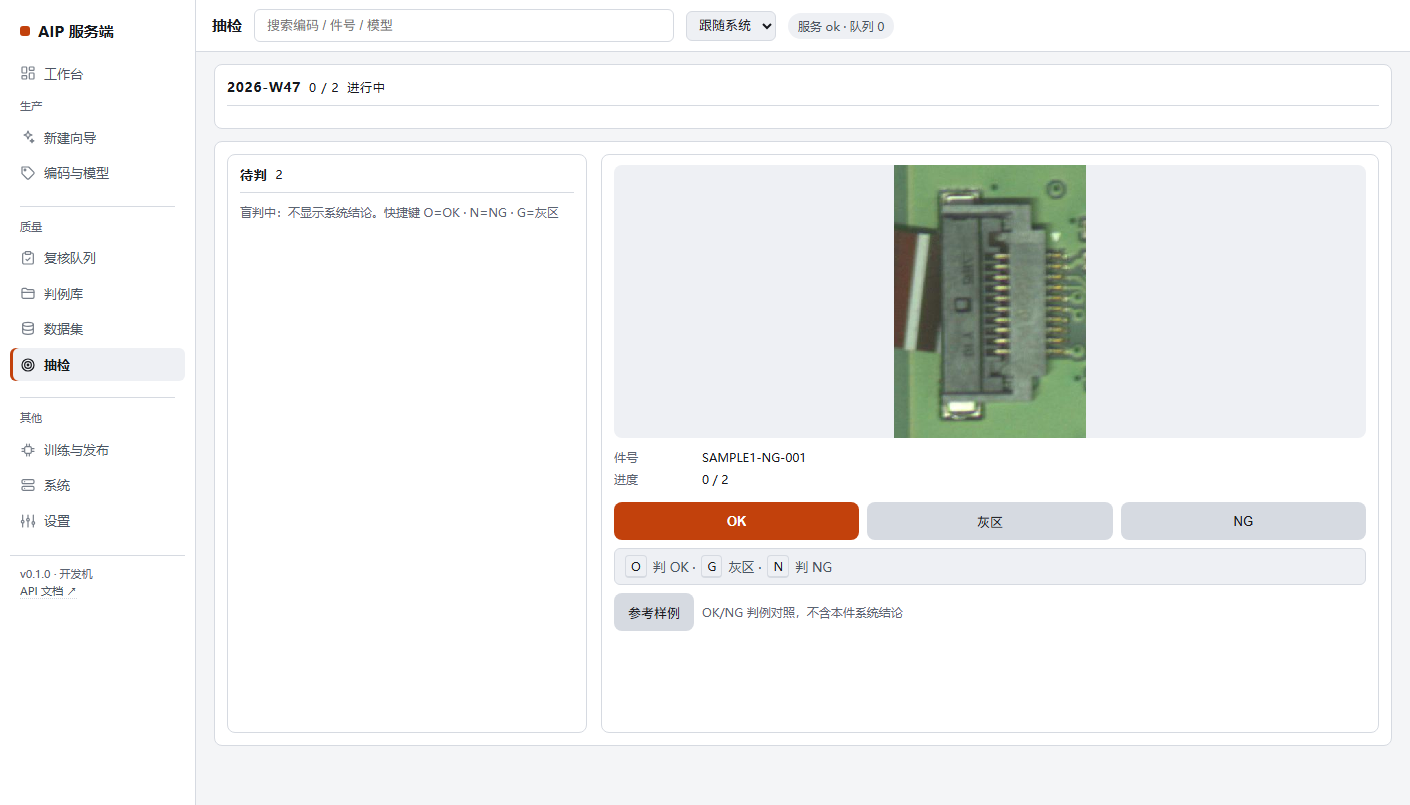 AIP 服务端
工作台
生产
新建向导
编码与模型
质量
复核队列
判例库
数据集
抽检
其他
训练与发布
系统
设置
v0.1.0 · 开发机
API 文档 ↗
抽检
搜索编码 / 件号 / 模型
跟随系统
服务 ok · 队列 0
2026-W47 0 / 2 进行中
待判 2
盲判中：不显示系统结论。快捷键 O=OK · N=NG · G=灰区
件号 SAMPLE1-NG-001
进度 0 / 2
OK 灰区 NG
O 判 OK · G 灰区 · N 判 NG
参考样例 OK/NG 判例对照，不含本件系统结论